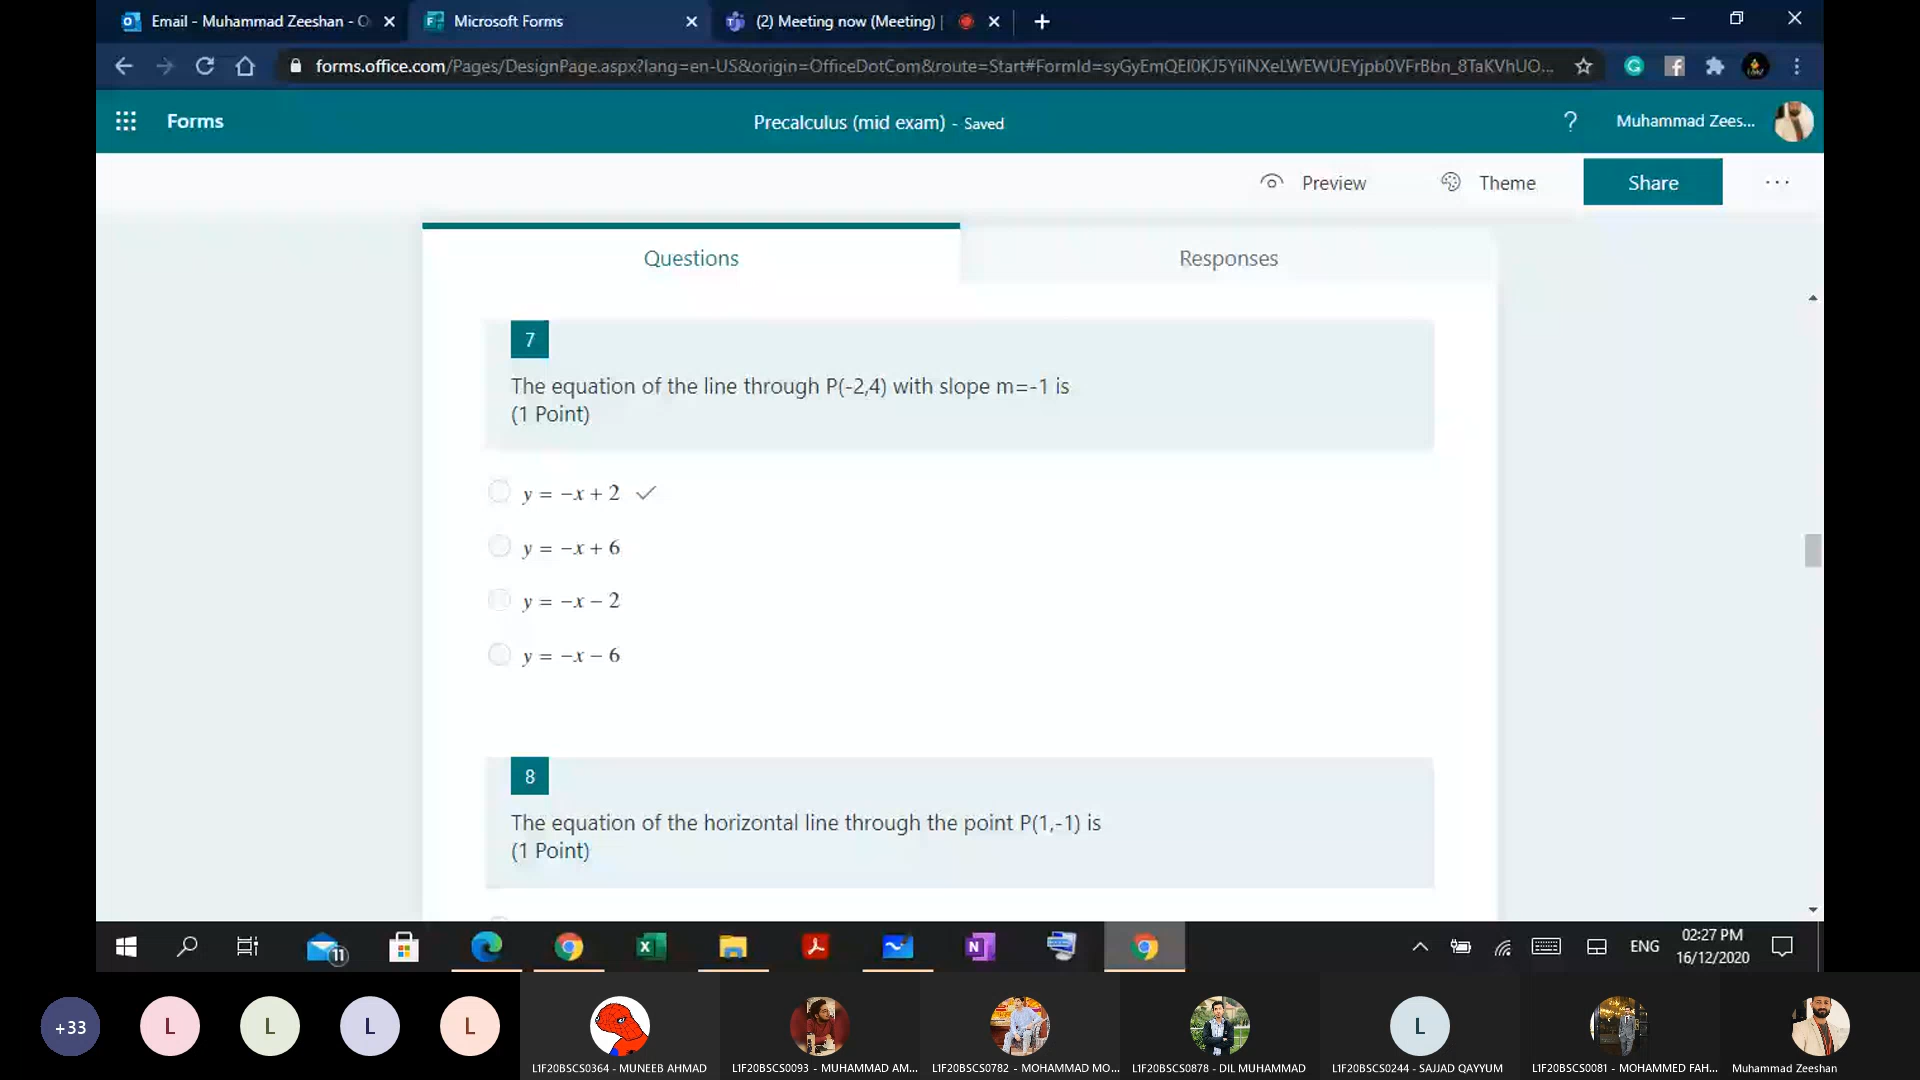 Email - Muhammad Zeeshan - O
Microsoft Forms
(2) Meeting now (Meeting) |
forms.office.com/Pages/DesignPage.aspx?lang=en-US&origin=OfficeDotCom&route=Start#FormId=syGyEmQEI0KJ5YiINXeLWEWUEYjpb0VFrBbn_8TaKVhUO...
Forms
Precalculus (mid exam) - Saved
?
Muhammad Zees...
Preview
Theme
Share
...
Questions
Responses
7
The equation of the line through P(-2,4) with slope m=-1 is
(1 Point)
y = −x + 2
y = −x + 6
y = −x − 2
y = −x − 6
8
The equation of the horizontal line through the point P(1,-1) is
(1 Point)
11
ENG
02:27 PM
16/12/2020
+33
L
L
L
L
L
L1F20BSCS0364 - MUNEEB AHMAD
L1F20BSCS0093 - MUHAMMAD AM...
L1F20BSCS0782 - MOHAMMAD MO...
L1F20BSCS0878 - DIL MUHAMMAD
L1F20BSCS0244 - SAJJAD QAYYUM
L1F20BSCS0081 - MOHAMMED FAH...
Muhammad Zeeshan